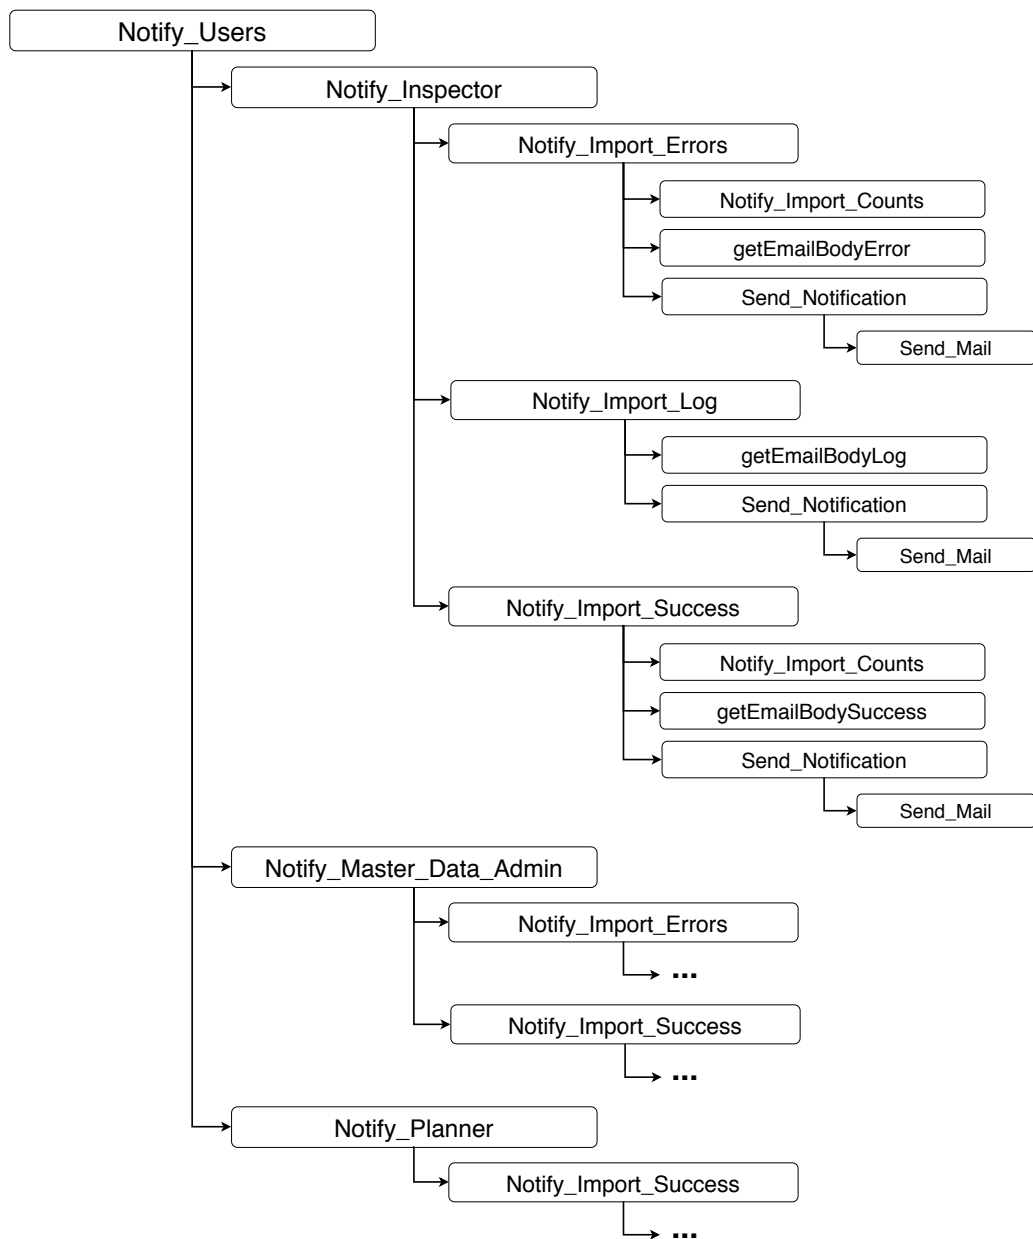 Notify_Users
Notify_Inspector
Notify_Import_Errors
Notify_Import_Counts
getEmailBodyError
Send_Notification
Send_Mail
Notify_Import_Log
getEmailBodyLog
Send_Notification
Send_Mail
Notify_Import_Success
Notify_Import_Counts
getEmailBodySuccess
Send_Notification
Send_Mail
Notify_Master_Data_Admin
Notify_Import_Errors
...
Notify_Import_Success
...
Notify_Planner
Notify_Import_Success
...